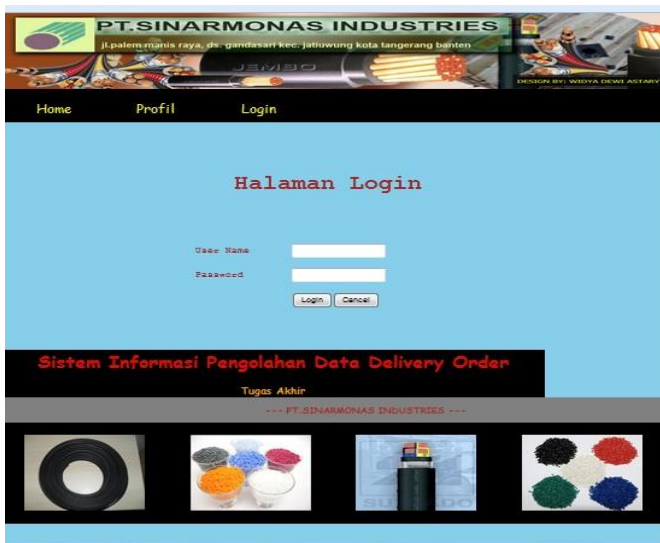 PT.SINARMONAS INDUSTRIES
jl.palem manis raya, ds. gandasari kec. jatiuwung kota tangerang banten
JEMBO
DESIGN BY: WIDYA DEWI ASTARY
Home Profil Login
Halaman Login
User Name
Password
Login Cancel
Sistem Informasi Pengolahan Data Delivery Order
Tugas Akhir
--- PT.SINARMONAS INDUSTRIES ---